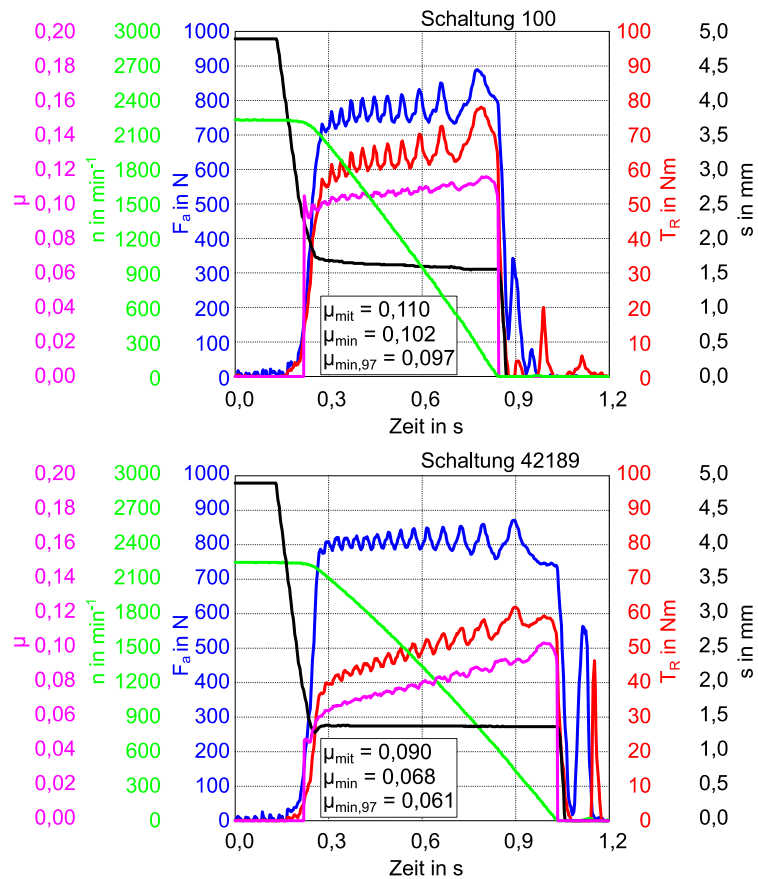 Schaltung 100
0,20 3000 1000 100 5,0
0,18 2700 900 90 4,5
0,16 2400 800 80 4,0
0,14 2100 700 70 3,5
0,12 1800 600 60 3,0
0,10 1500 500 50 2,5
0,08 1200 400 40 2,0
0,06 900 300 30 1,5
0,04 600 200 20 1,0
0,02 300 100 10 0,5
0,00 0 0 0 0,0
µ
n in min⁻¹
Fₐ in N
T_R in Nm
s in mm
µmit = 0,110
µmin = 0,102
µmin,97 = 0,097
0,0 0,3 0,6 0,9 1,2
Zeit in s
Schaltung 42189
0,20 3000 1000 100 5,0
0,18 2700 900 90 4,5
0,16 2400 800 80 4,0
0,14 2100 700 70 3,5
0,12 1800 600 60 3,0
0,10 1500 500 50 2,5
0,08 1200 400 40 2,0
0,06 900 300 30 1,5
0,04 600 200 20 1,0
0,02 300 100 10 0,5
0,00 0 0 0 0,0
µ
n in min⁻¹
Fₐ in N
T_R in Nm
s in mm
µmit = 0,090
µmin = 0,068
µmin,97 = 0,061
0,0 0,3 0,6 0,9 1,2
Zeit in s